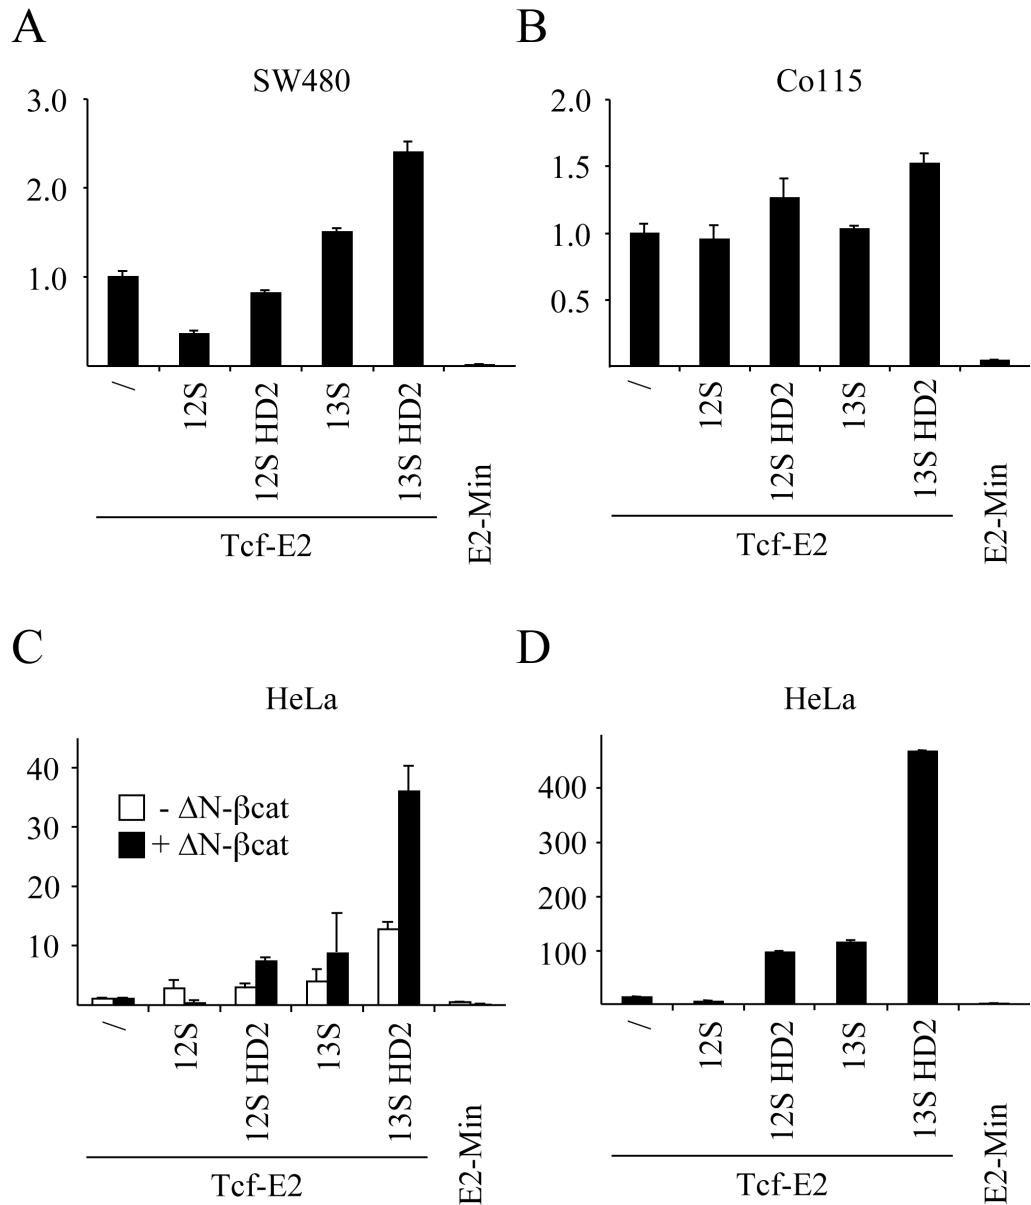 A
SW480
3.0
2.0
1.0
/
12S
12S HD2
13S
13S HD2
E2-Min
Tcf-E2
B
Co115
2.0
1.5
1.0
0.5
/
12S
12S HD2
13S
13S HD2
E2-Min
Tcf-E2
C
HeLa
40
30
20
10
- ΔN-βcat
+ ΔN-βcat
/
12S
12S HD2
13S
13S HD2
E2-Min
Tcf-E2
D
HeLa
400
300
200
100
/
12S
12S HD2
13S
13S HD2
E2-Min
Tcf-E2